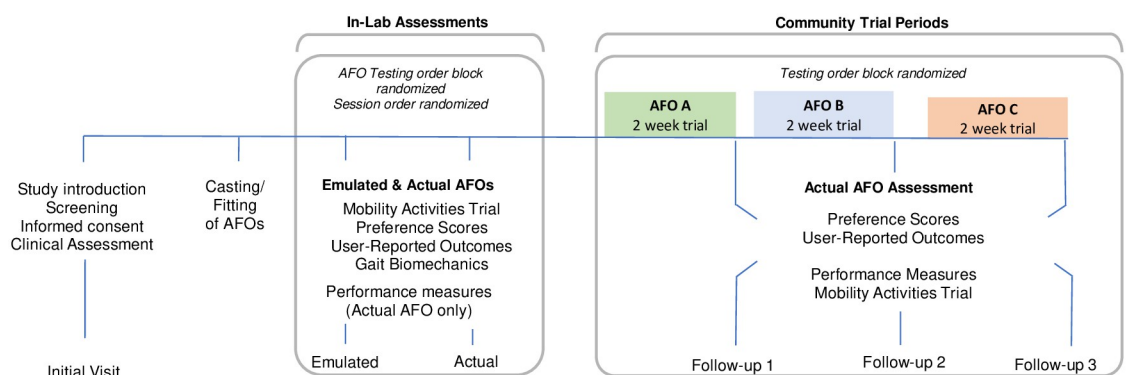 In-Lab Assessments
Community Trial Periods
AFO Testing order block
randomized
Session order randomized
Testing order block randomized
AFO A
2 week trial
AFO B
2 week trial
AFO C
2 week trial
Study introduction
Screening
Informed consent
Clinical Assessment
Casting/
Fitting
of AFOs
Emulated & Actual AFOs
Mobility Activities Trial
Preference Scores
User-Reported Outcomes
Gait Biomechanics
Performance measures
(Actual AFO only)
Actual AFO Assessment
Preference Scores
User-Reported Outcomes
Performance Measures
Mobility Activities Trial
Initial Visit
Emulated
Actual
Follow-up 1
Follow-up 2
Follow-up 3